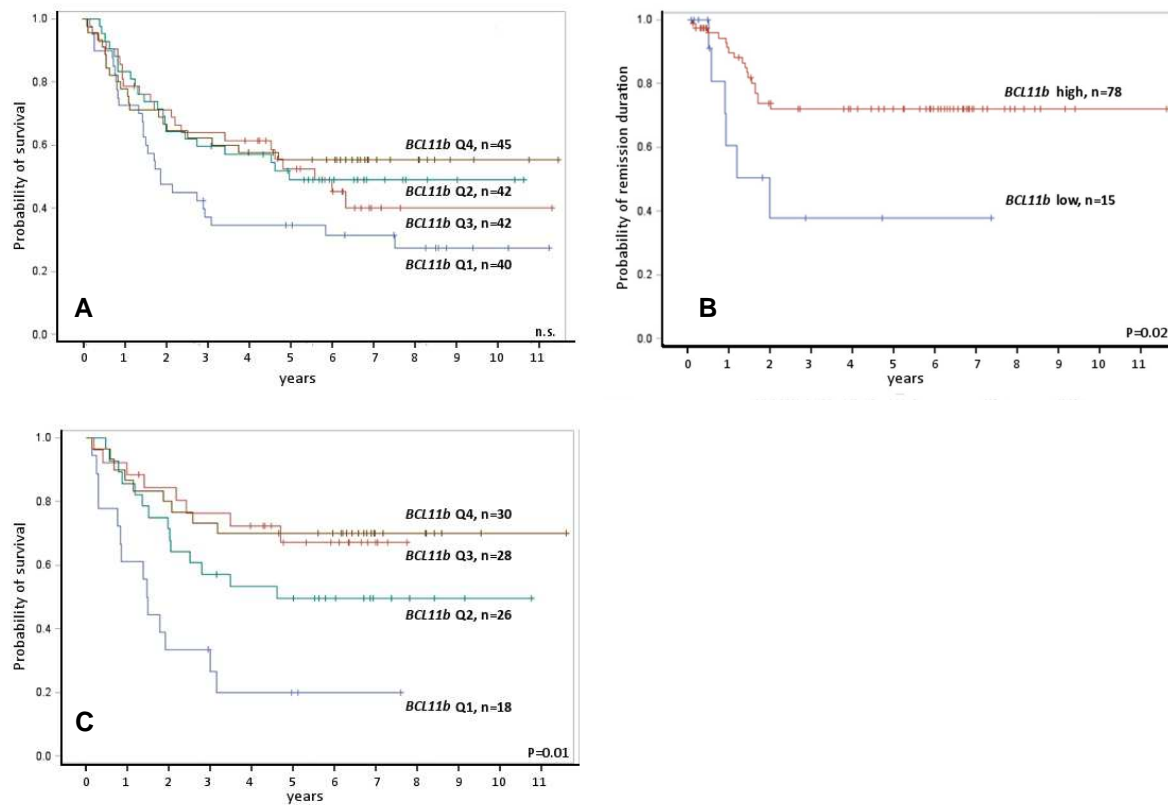 1.0
0.8
0.6
0.4
0.2
0.0
Probability of survival
BCL11b Q4, n=45
BCL11b Q2, n=42
BCL11b Q3, n=42
BCL11b Q1, n=40
A
n.s.
0 1 2 3 4 5 6 7 8 9 10 11
years
1.0
0.8
0.6
0.4
0.2
0.0
Probability of remission duration
BCL11b high, n=78
BCL11b low, n=15
B
P=0.02
0 1 2 3 4 5 6 7 8 9 10 11
years
1.0
0.8
0.6
0.4
0.2
0.0
Probability of survival
BCL11b Q4, n=30
BCL11b Q3, n=28
BCL11b Q2, n=26
BCL11b Q1, n=18
C
P=0.01
0 1 2 3 4 5 6 7 8 9 10 11
years